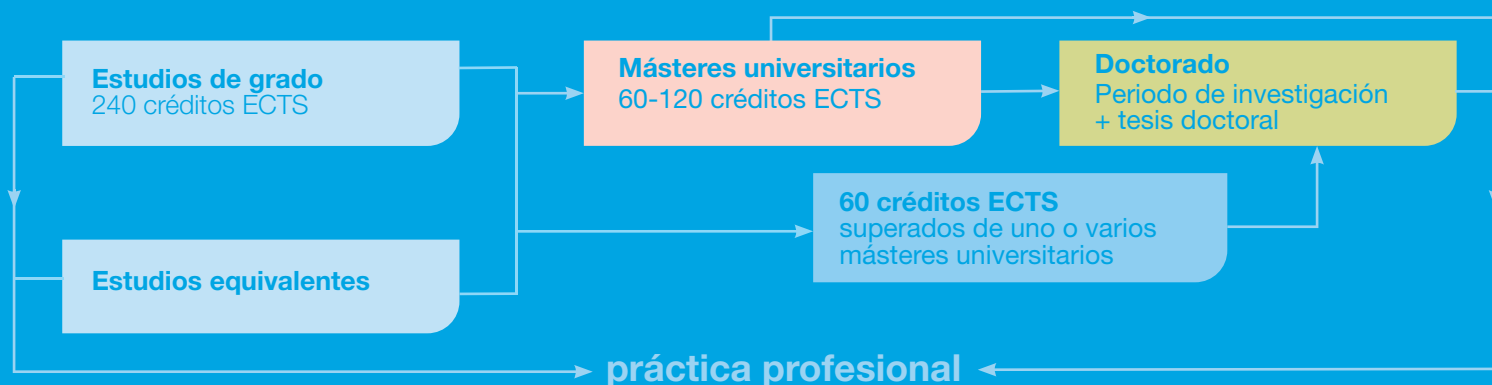 Estudios de grado
240 créditos ECTS
Másteres universitarios
60-120 créditos ECTS
Doctorado
Periodo de investigación
+ tesis doctoral
60 créditos ECTS
superados de uno o varios
másteres universitarios
Estudios equivalentes
práctica profesional